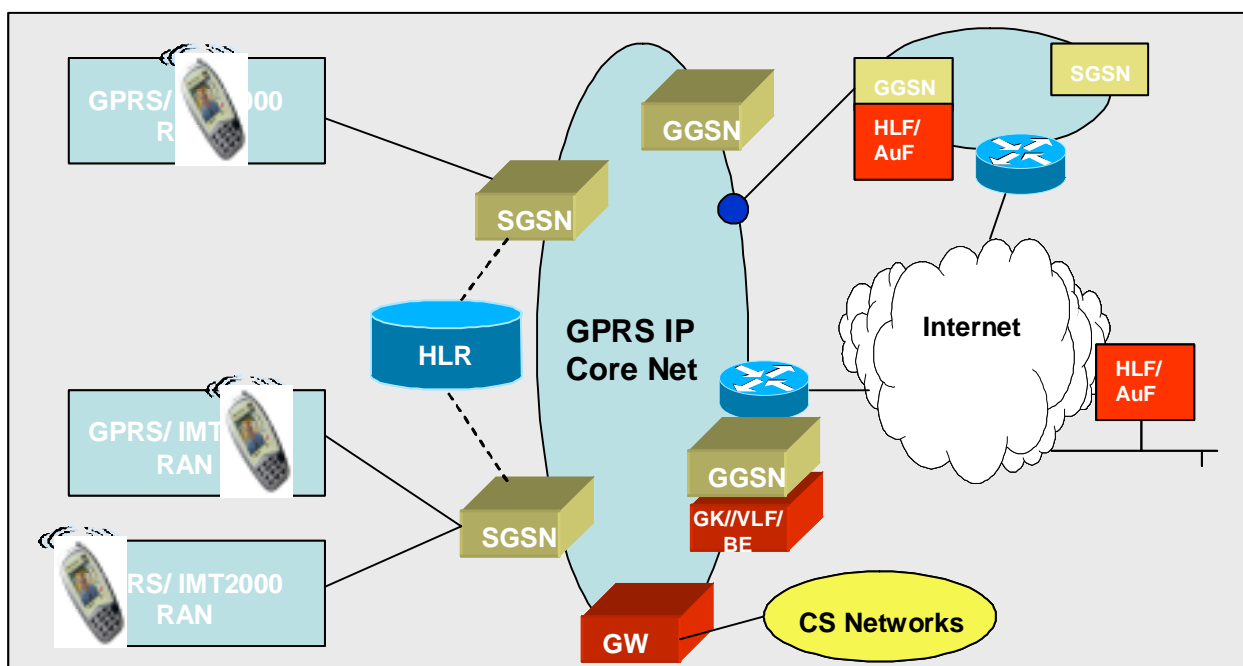 GPRS/
000
R
GGSN
GGSN
SGSN
HLF/
AuF
SGSN
HLR
GPRS IP
Core Net
Internet
HLF/
AuF
GPRS/ IMT
RAN
GGSN
SGSN
GK//VLF/
BE
RS/ IMT2000
RAN
GW
CS Networks